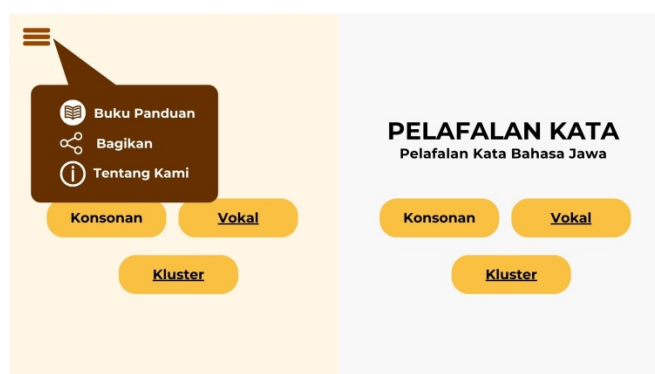 Buku Panduan
Bagikan
Tentang Kami
Konsonan
Vokal
Kluster
PELAFALAN KATA
Pelafalan Kata Bahasa Jawa
Konsonan
Vokal
Kluster